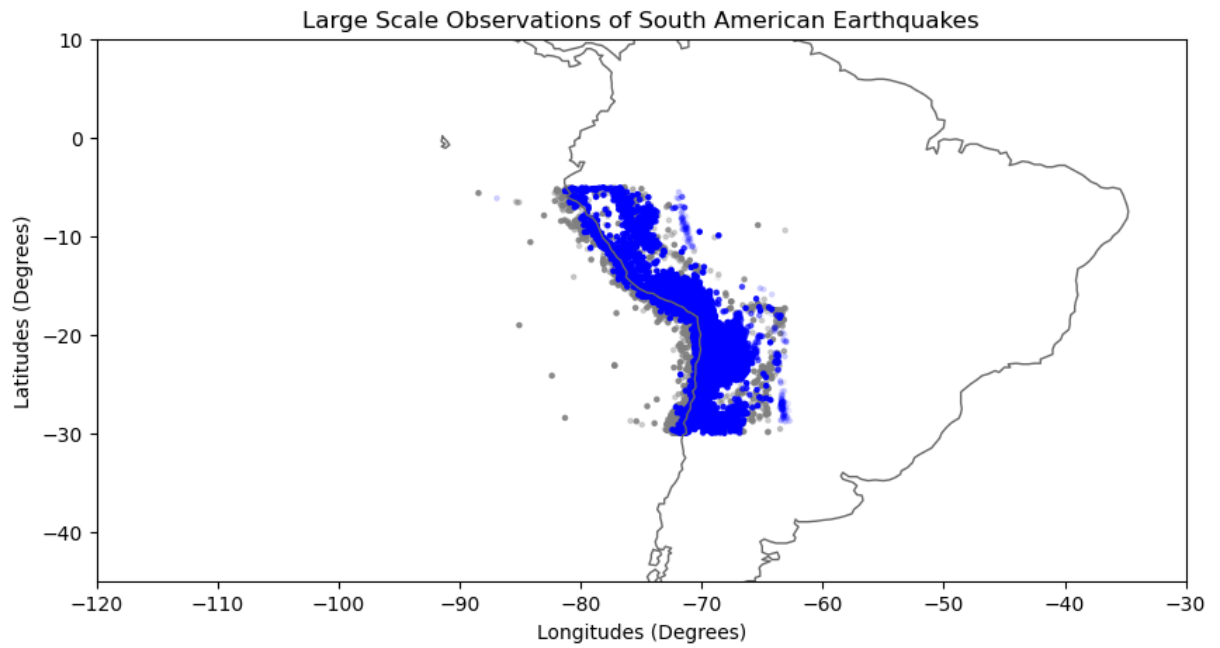 Large Scale Observations of South American Earthquakes
10
0
−10
−20
−30
−40
Latitudes (Degrees)
−120 −110 −100 −90 −80 −70 −60 −50 −40 −30
Longitudes (Degrees)